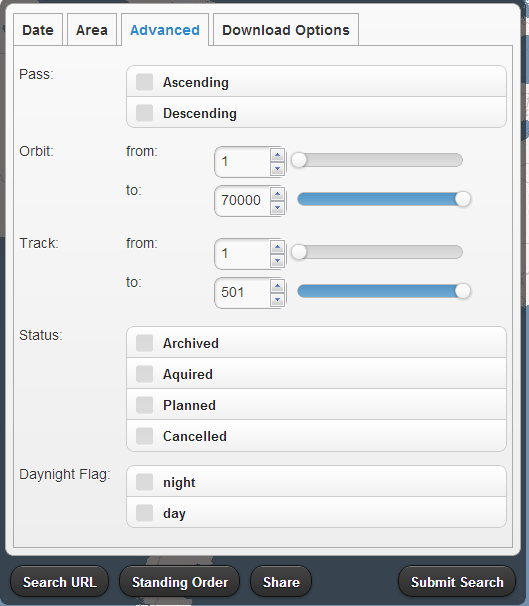 Date Area Advanced Download Options
Pass: Ascending
Descending
Orbit: from: 1
to: 70000
Track: from: 1
to: 501
Status: Archived
Aquired
Planned
Cancelled
Daynight Flag: night
day
Search URL Standing Order Share Submit Search